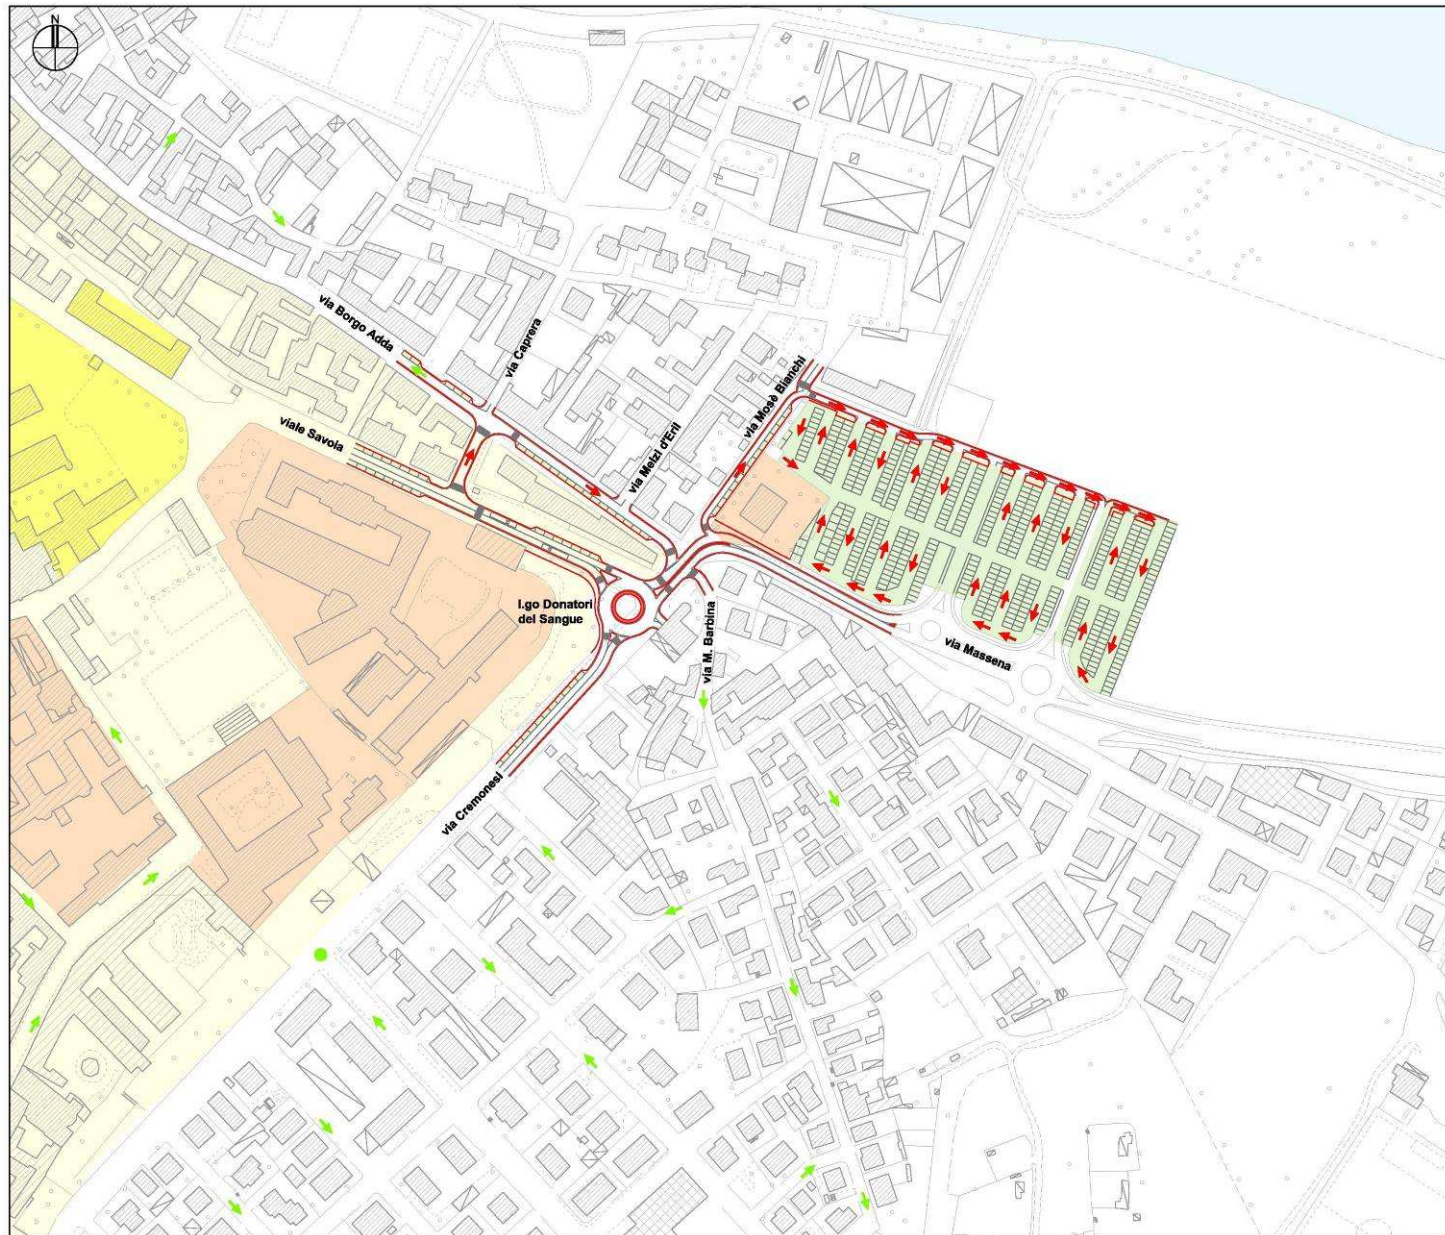 N
via Borgo Adda
via Caprera
via Mosè Bianchi
viale Savoia
via Melzi d'Eril
l.go Donatori
del Sangue
via M. Barbina
via Massena
via Cremonesi